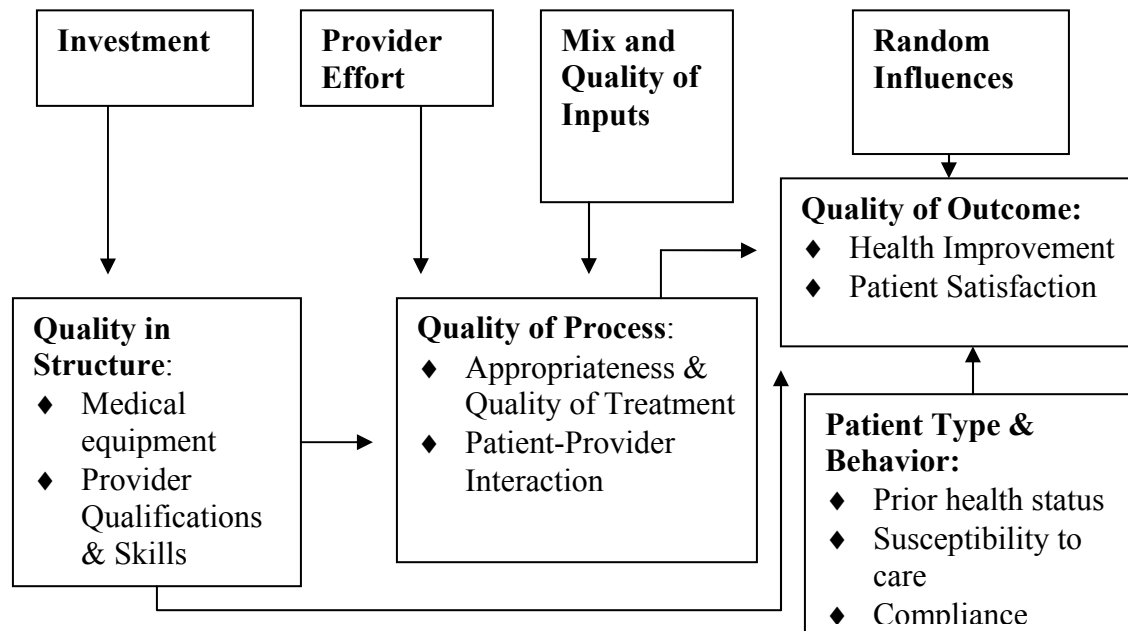 Investment
Provider
Effort
Mix and
Quality of
Inputs
Random
Influences
Quality of Outcome:
♦ Health Improvement
♦ Patient Satisfaction
Quality in
Structure:
♦ Medical
equipment
♦ Provider
Qualifications
& Skills
Quality of Process:
♦ Appropriateness &
Quality of Treatment
♦ Patient-Provider
Interaction
Patient Type &
Behavior:
♦ Prior health status
♦ Susceptibility to
care
♦ Compliance